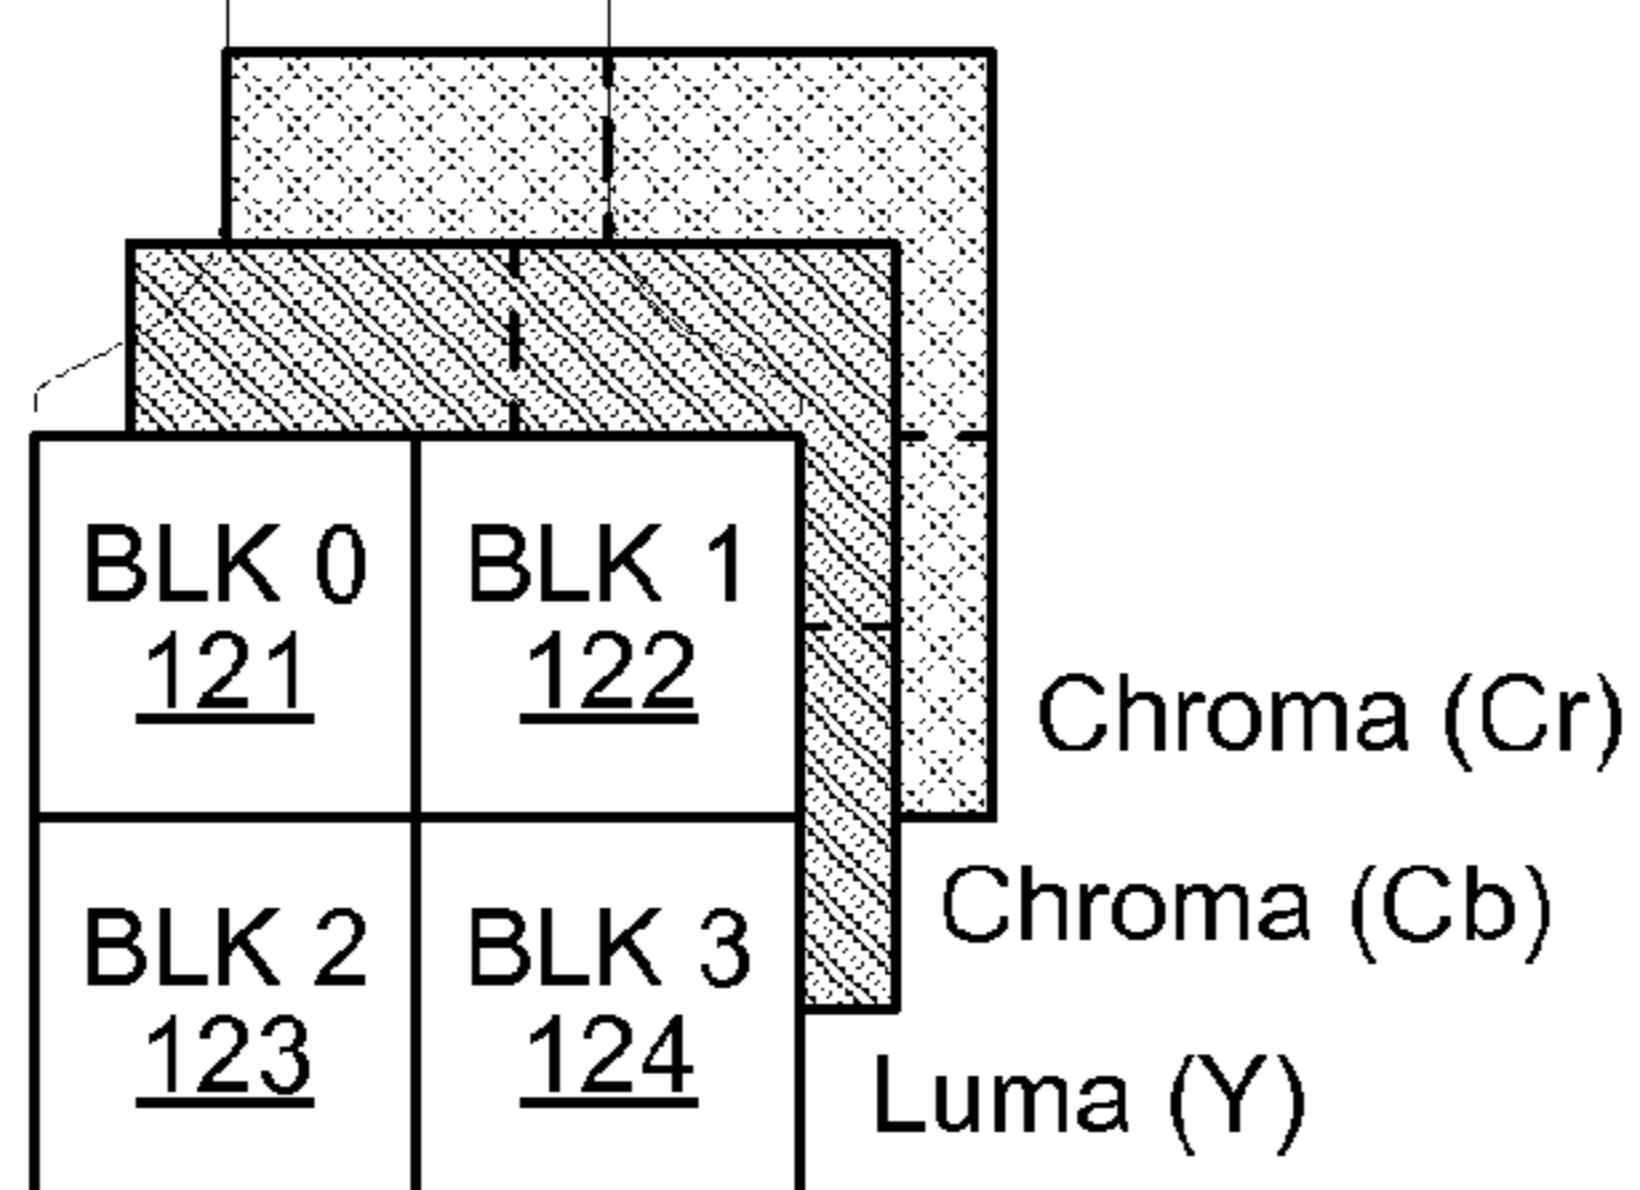 BLK 0
121
BLK 1
122
BLK 2
123
BLK 3
124
Chroma (Cr)
Chroma (Cb)
Luma (Y)